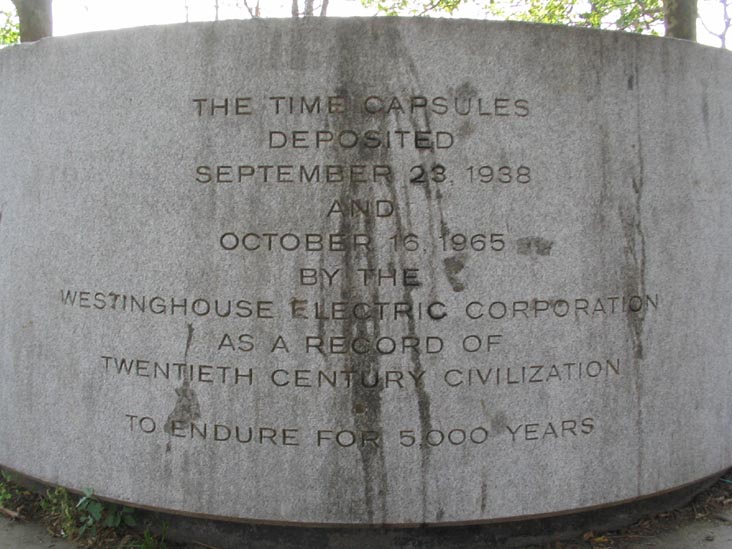 THE TIME CAPSULES
DEPOSITED
SEPTEMBER 23, 1938
AND
OCTOBER 16, 1965
BY THE
WESTINGHOUSE ELECTRIC CORPORATION
AS A RECORD OF
TWENTIETH CENTURY CIVILIZATION
TO ENDURE FOR 5,000 YEARS